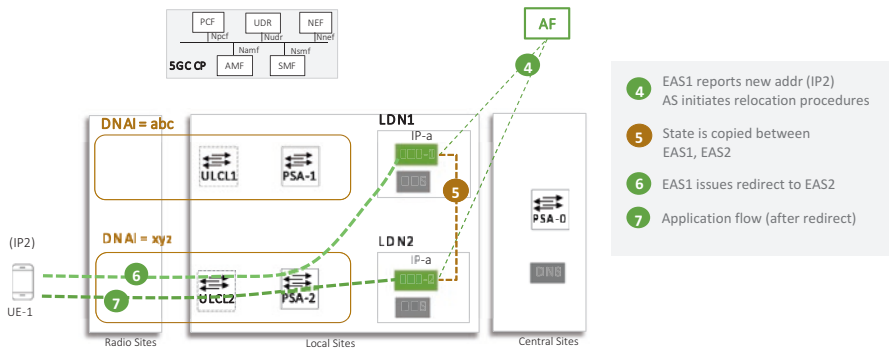 PCF
UDR
NEF
Npcf
Nudr
Nnef
Namf
Nsmf
5GC CP
AMF
SMF
AF
4
4
EAS1 reports new addr (IP2)
AS initiates relocation procedures
5
State is copied between
EAS1, EAS2
6
EAS1 issues redirect to EAS2
7
Application flow (after redirect)
DNAI = abc
LDN1
IP-a
ULCL1
PSA-1
5
PSA-0
DNAI = xyz
LDN2
IP-a
(IP2)
6
7
ULCL2
PSA-2
UE-1
DNS
Radio Sites
Local Sites
Central Sites